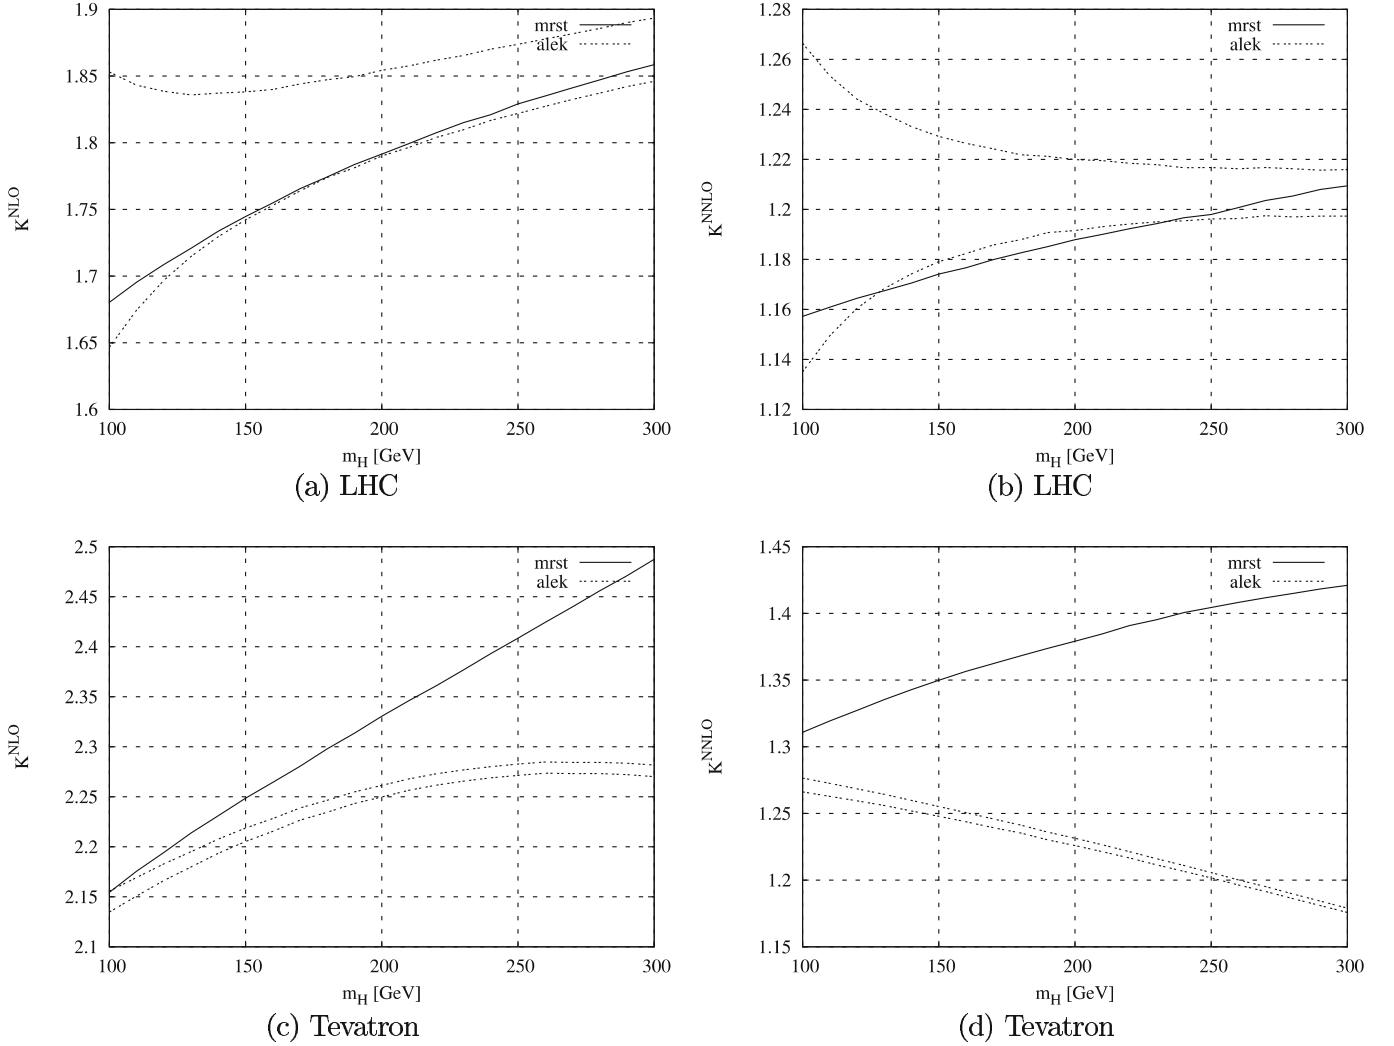 1.9
1.85
1.8
1.75
1.7
1.65
1.6
K^NLO
mrst
alek
100 150 200 250 300
m_H [GeV]
(a) LHC
1.28
1.26
1.24
1.22
1.2
1.18
1.16
1.14
1.12
K^NNLO
mrst
alek
100 150 200 250 300
m_H [GeV]
(b) LHC
2.5
2.45
2.4
2.35
2.3
2.25
2.2
2.15
2.1
K^NLO
mrst
alek
100 150 200 250 300
m_H [GeV]
(c) Tevatron
1.45
1.4
1.35
1.3
1.25
1.2
1.15
K^NNLO
mrst
alek
100 150 200 250 300
m_H [GeV]
(d) Tevatron